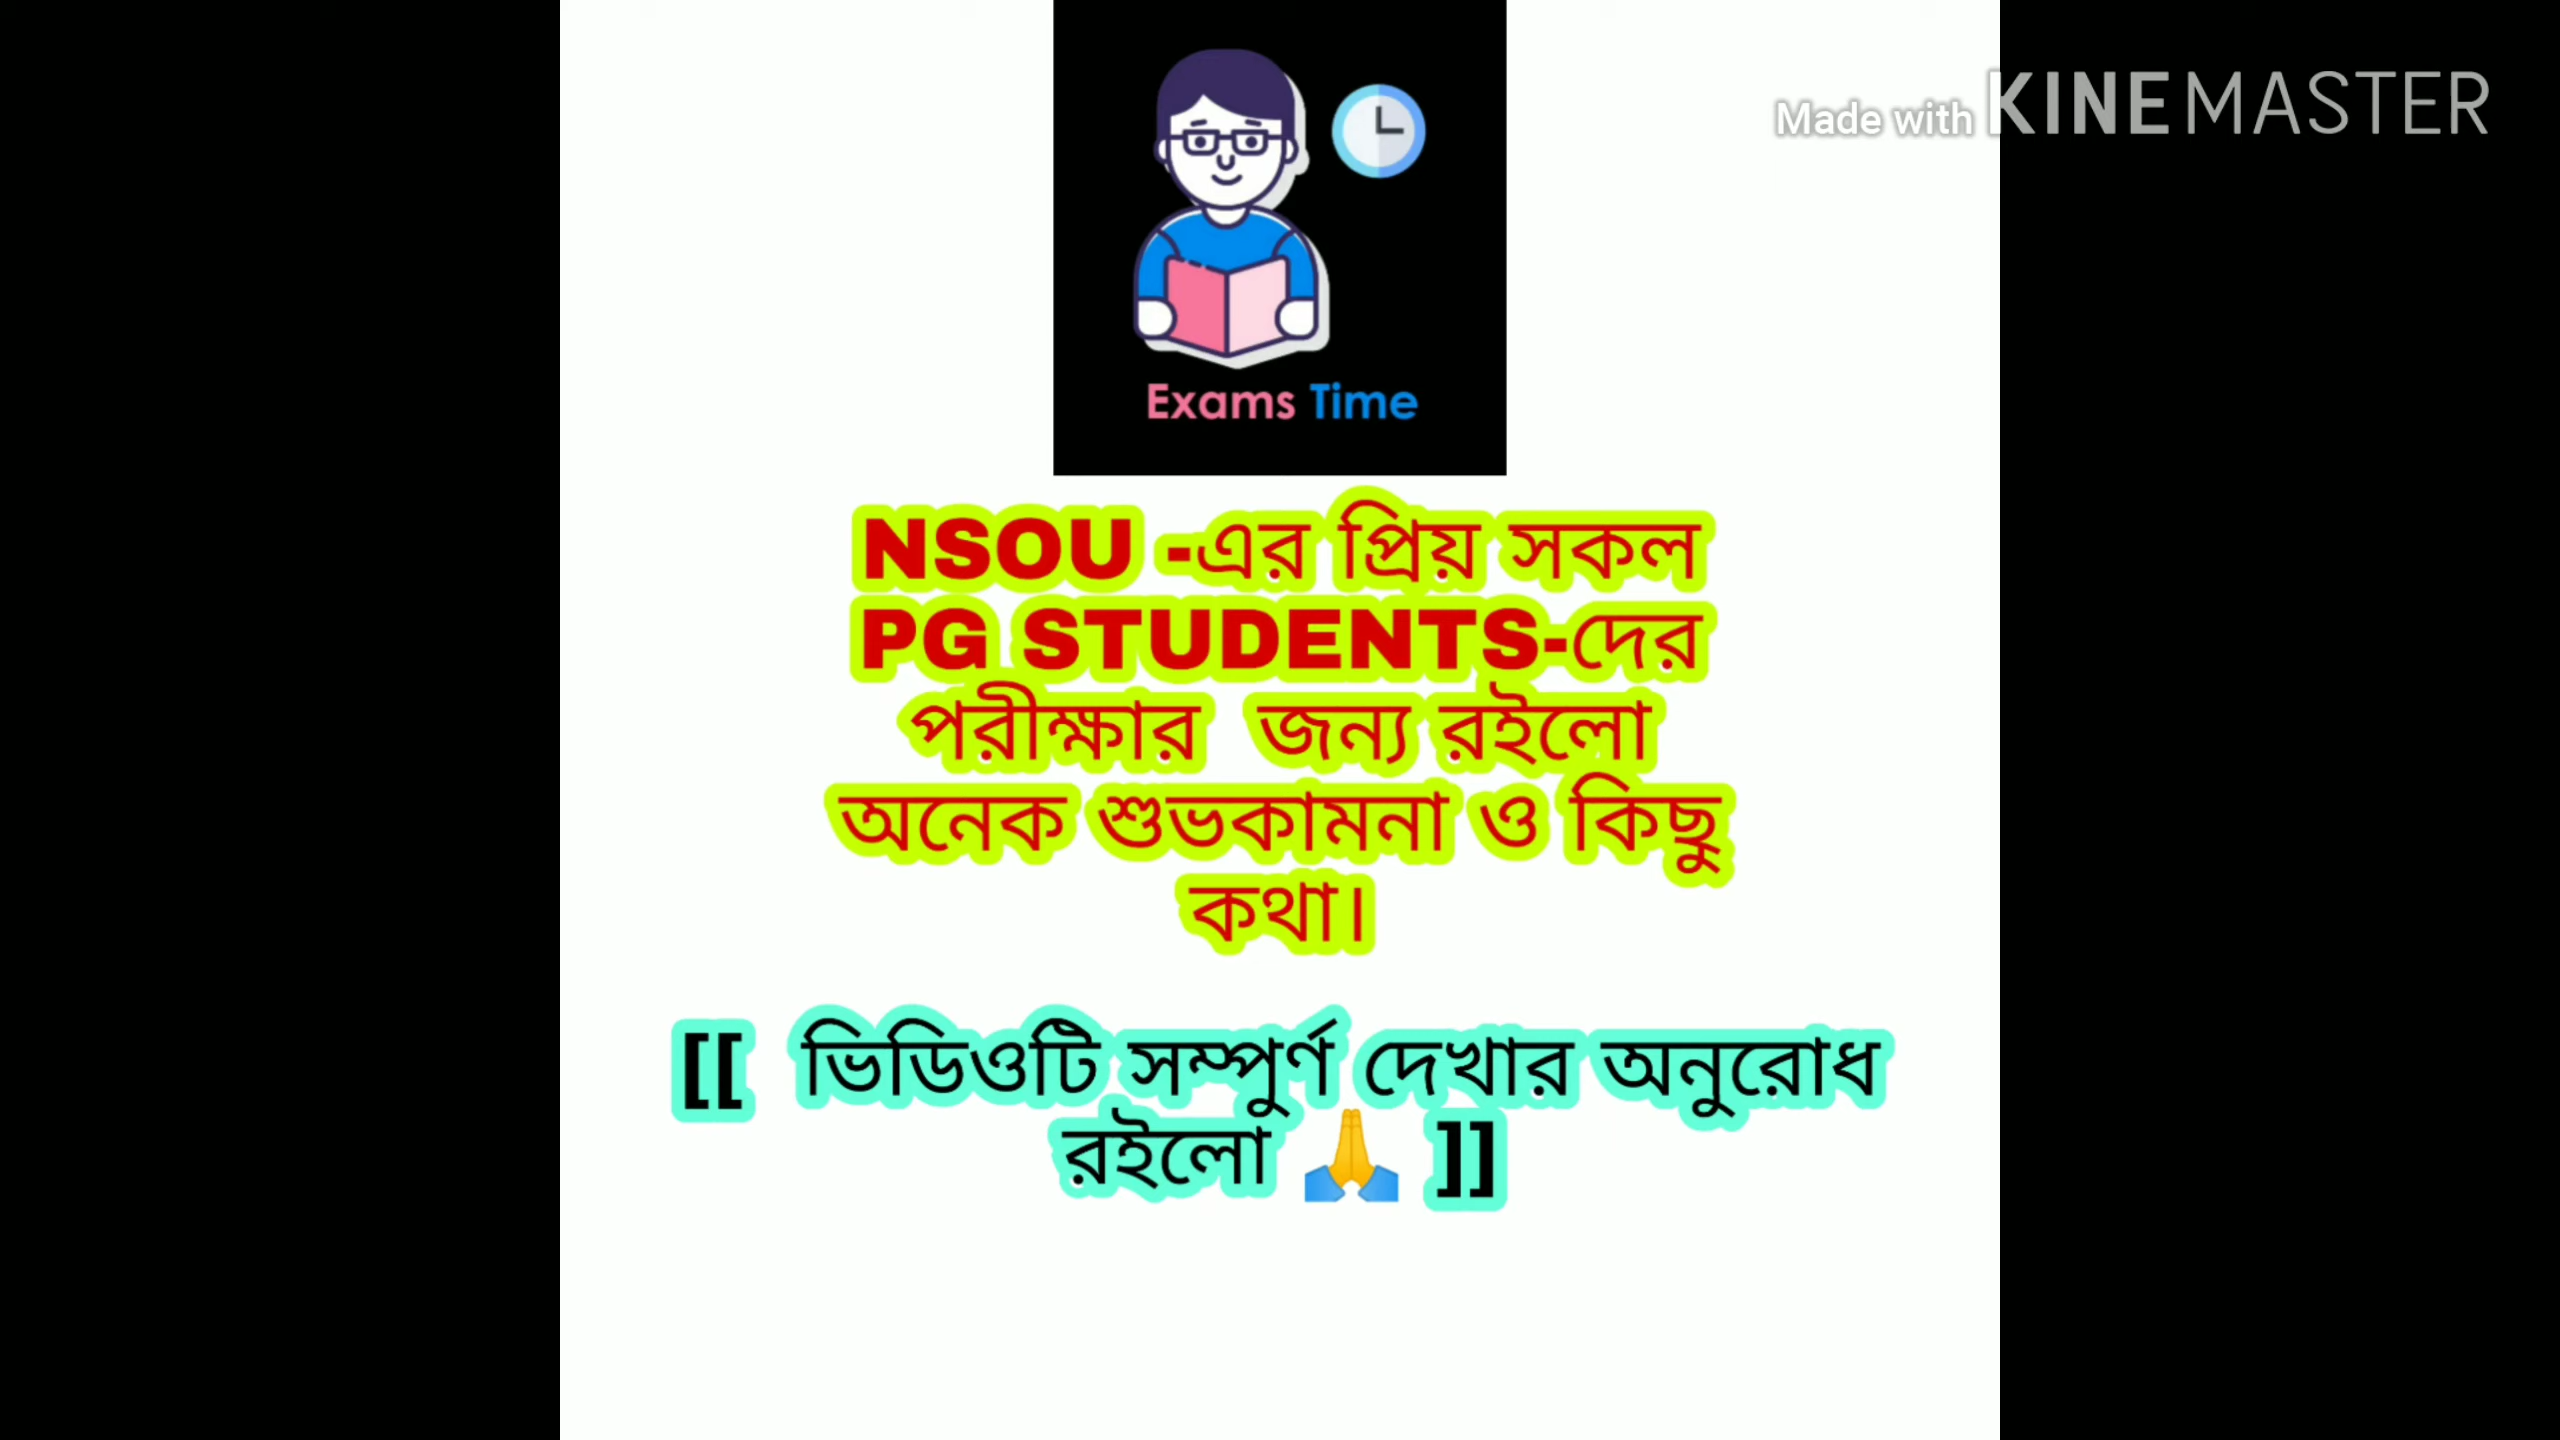 Made with KINEMASTER
Exams Time
NSOU -এর প্রিয় সকল
PG STUDENTS-দের
পরীক্ষার জন্য রইলো
অনেক শুভকামনা ও কিছু
কথা।
[[ ভিডিওটি সম্পুর্ণ দেখার অনুরোধ
রইলো 🙏 ]]